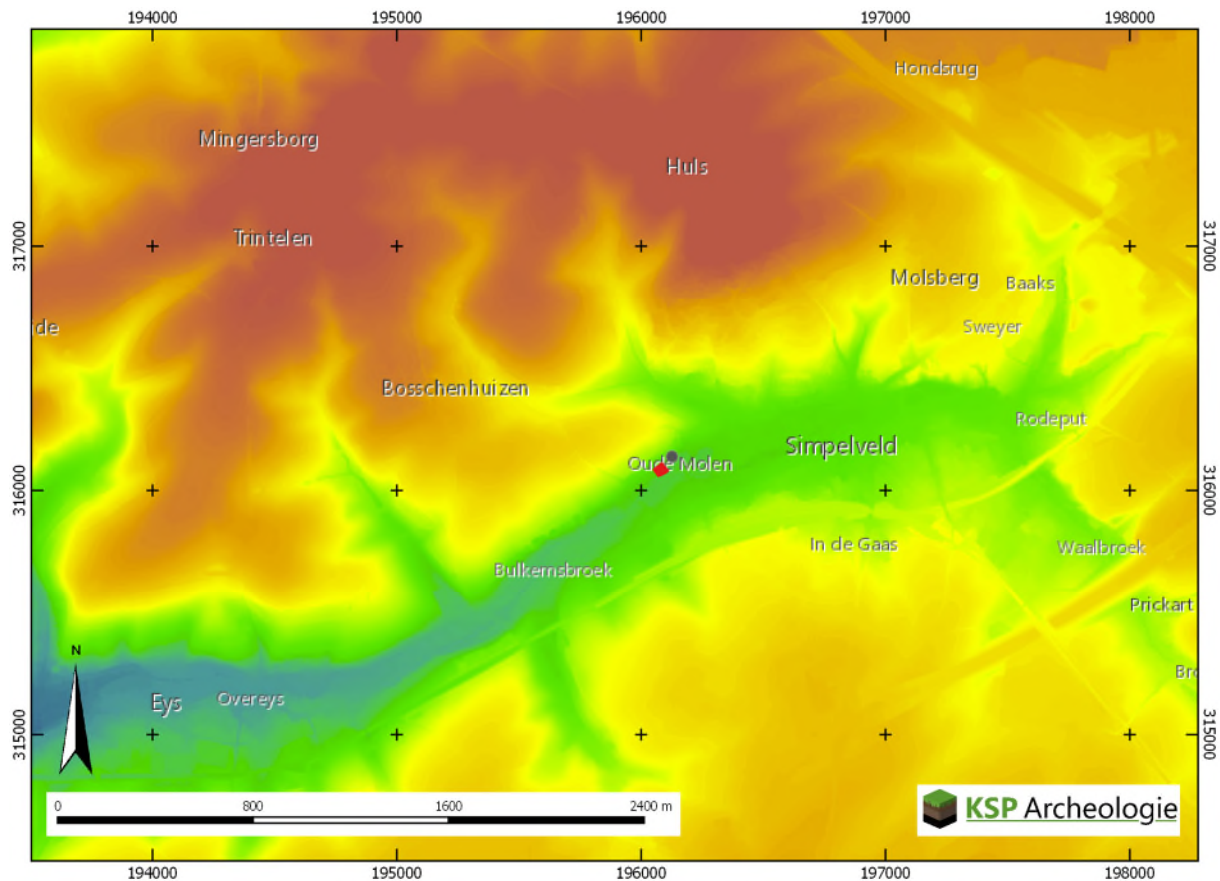 194000 195000 196000 197000 198000
Hondsrug
Mingersborg
Huls
Trintelen
317000 317000
Molsberg
Baaks
Sweyer
de
Bosschenhuizen
Rodeput
Simpelveld
Oude Molen
316000 316000
In de Gaas
Waalbroek
Bulkemsbroek
Prickart
N
Bro
Eys
Overeys
315000 315000
0 800 1600 2400 m
KSP Archeologie
194000 195000 196000 197000 198000